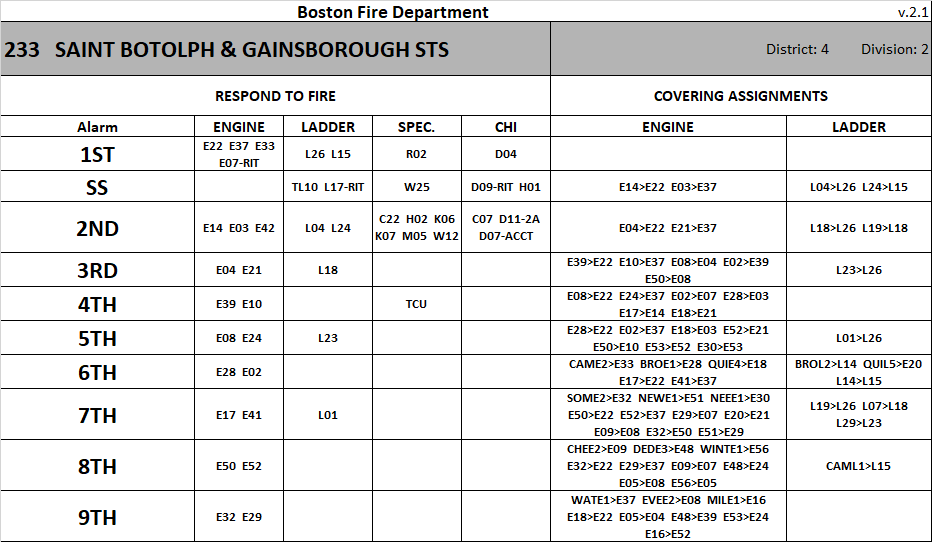 Boston Fire Department v.2.1
233 SAINT BOTOLPH & GAINSBOROUGH STS District: 4 Division: 2
RESPOND TO FIRE COVERING ASSIGNMENTS
Alarm ENGINE LADDER SPEC. CHI ENGINE LADDER
1ST E22 E37 E33 L26 L15 R02 D04
E07-RIT
SS TL10 L17-RIT W25 D09-RIT H01 E14>E22 E03>E37 L04>L26 L24>L15
2ND E14 E03 E42 L04 L24 C22 H02 K06 C07 D11-2A E04>E22 E21>E37 L18>L26 L19>L18
K07 M05 W12 D07-ACCT
3RD E04 E21 L18 E39>E22 E10>E37 E08>E04 E02>E39 L23>L26
E50>E08
4TH E39 E10 TCU E08>E22 E24>E37 E02>E07 E28>E03
E17>E14 E18>E21
5TH E08 E24 L23 E28>E22 E02>E37 E18>E03 E52>E21 L01>L26
E50>E10 E53>E52 E30>E53
6TH E28 E02 CAME2>E33 BROE1>E28 QUIE4>E18 BROL2>L14 QUIL5>E20
E17>E22 E41>E37 L14>L15
7TH E17 E41 L01 SOME2>E32 NEWE1>E51 NEEE1>E30 L19>L26 L07>L18
E50>E22 E52>E37 E29>E07 E20>E21 L29>L23
E09>E08 E32>E50 E51>E29
8TH E50 E52 CHEE2>E09 DEDE3>E48 WINTE1>E56 CAML1>L15
E32>E22 E29>E37 E09>E07 E48>E24
E05>E08 E56>E05
9TH E32 E29 WATE1>E37 EVEE2>E08 MILE1>E16
E18>E22 E05>E04 E48>E39 E53>E24
E16>E52